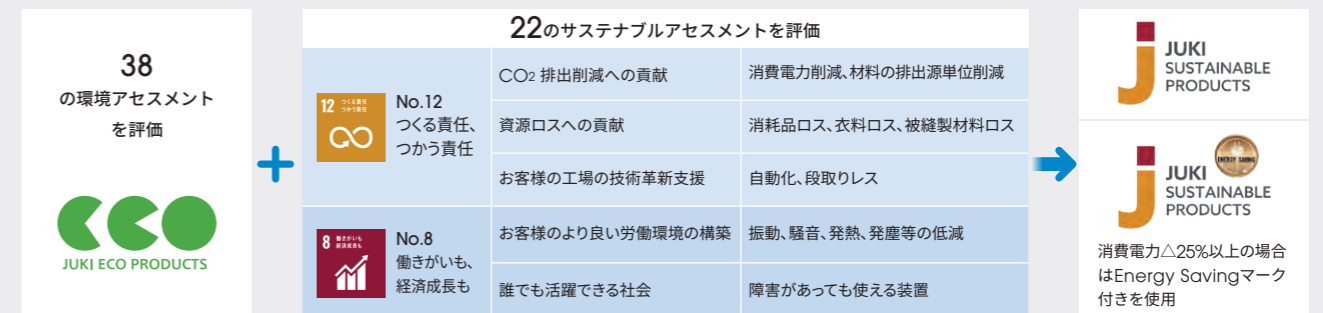 38
の環境アセスメント
を評価
eco
JUKI ECO PRODUCTS
22のサステナブルアセスメントを評価
12 つくる責任
つかう責任
No.12
つくる責任、
つかう責任
CO2 排出削減への貢献
消費電力削減、材料の排出源単位削減
資源ロスへの貢献
消耗品ロス、衣料ロス、被縫製材料ロス
お客様の工場の技術革新支援
自動化、段取りレス
8 働きがいも
経済成長も
No.8
働きがいも、
経済成長も
お客様のより良い労働環境の構築
振動、騒音、発熱、発塵等の低減
誰でも活躍できる社会
障害があっても使える装置
JUKI
SUSTAINABLE
PRODUCTS
ENERGY SAVING
JUKI
SUSTAINABLE
PRODUCTS
消費電力△25%以上の場合
はEnergy Savingマーク
付きを使用